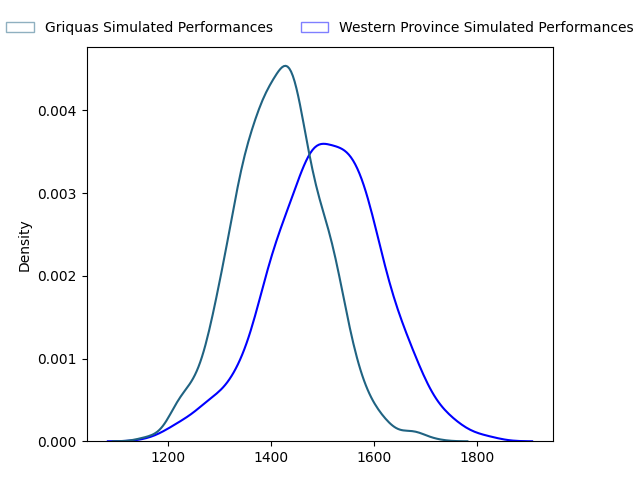 Griquas Simulated Performances Western Province Simulated Performances
0.004
0.003
0.002
0.001
0.000
Density
1200 1400 1600 1800